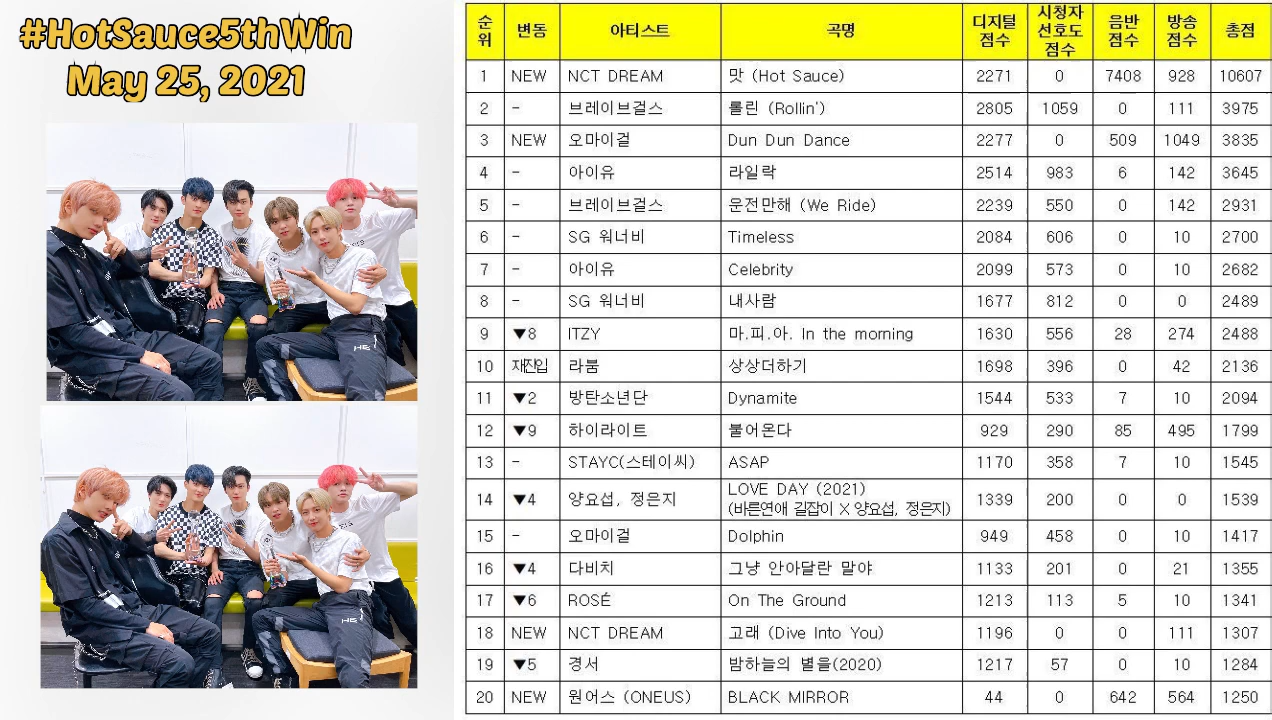 #HotSauce5thWin
May 25, 2021
순위 변동 아티스트 곡명 디지털 점수 시청자 선호도 점수 음반 점수 방송 점수 총점
1 NEW NCT DREAM 맛 (Hot Sauce) 2271 0 7408 928 10607
2 - 브레이브걸스 롤린 (Rollin') 2805 1059 0 111 3975
3 NEW 오마이걸 Dun Dun Dance 2277 0 509 1049 3835
4 - 아이유 라일락 2514 983 6 142 3645
5 - 브레이브걸스 운전만해 (We Ride) 2239 550 0 142 2931
6 - SG 워너비 Timeless 2084 606 0 10 2700
7 - 아이유 Celebrity 2099 573 0 10 2682
8 - SG 워너비 내사람 1677 812 0 0 2489
9 ▼8 ITZY 마.피.아. In the morning 1630 556 28 274 2488
10 재진입 라붐 상상더하기 1698 396 0 42 2136
11 ▼2 방탄소년단 Dynamite 1544 533 7 10 2094
12 ▼9 하이라이트 불어온다 929 290 85 495 1799
13 - STAYC(스테이씨) ASAP 1170 358 7 10 1545
14 ▼4 양요섭, 정은지 LOVE DAY (2021) (바른연애 길잡이 X 양요섭, 정은지) 1339 200 0 0 1539
15 - 오마이걸 Dolphin 949 458 0 10 1417
16 ▼4 다비치 그냥 안아달란 말야 1133 201 0 21 1355
17 ▼6 ROSÉ On The Ground 1213 113 5 10 1341
18 NEW NCT DREAM 고래 (Dive Into You) 1196 0 0 111 1307
19 ▼5 경서 밤하늘의 별을(2020) 1217 57 0 10 1284
20 NEW 원어스 (ONEUS) BLACK MIRROR 44 0 642 564 1250